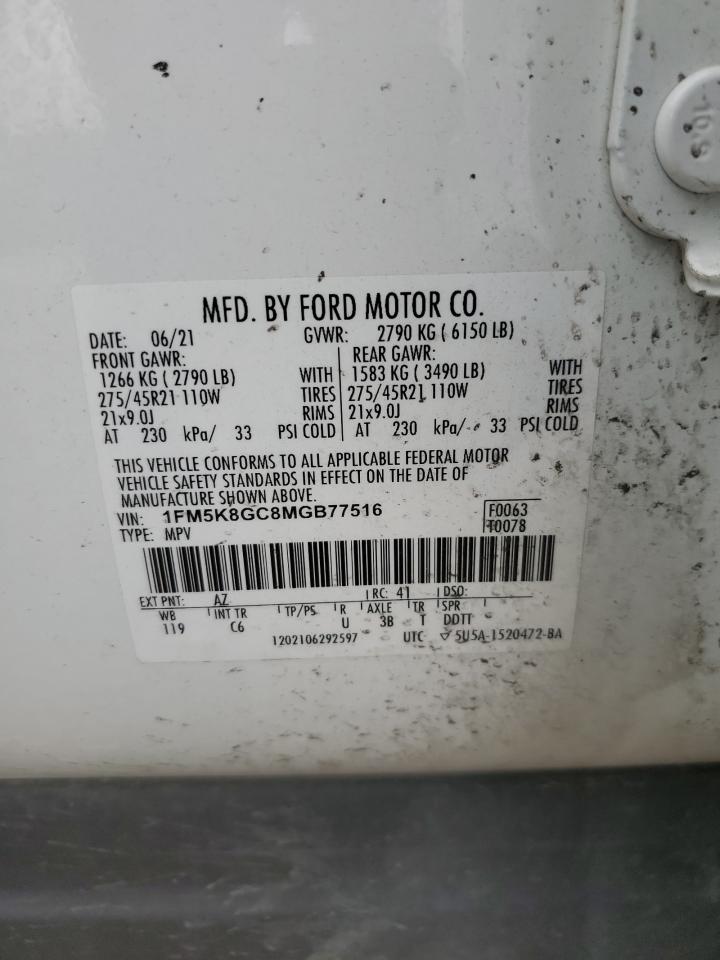 10.9
MFD. BY FORD MOTOR CO.
DATE: 06/21 GVWR: 2790 KG ( 6150 LB)
FRONT GAWR: REAR GAWR:
1266 KG ( 2790 LB) WITH 1583 KG ( 3490 LB) WITH
275/45R21 110W TIRES 275/45R21 110W TIRES
21x9.0J RIMS 21x9.0J RIMS
AT 230 kPa/ 33 PSI COLD AT 230 kPa/ 33 PSI COLD
THIS VEHICLE CONFORMS TO ALL APPLICABLE FEDERAL MOTOR
VEHICLE SAFETY STANDARDS IN EFFECT ON THE DATE OF
MANUFACTURE SHOWN ABOVE.
VIN: 1FM5K8GC8MGB77516 F0063
TYPE: MPV T0078
EXT PNT: AZ RC: 41 DSO:
WB INT TR TP/PS R AXLE TR SPR
119 C6 U 3B T DDTT
1202106292597 UTC ▽ 5U5A-1520472-BA